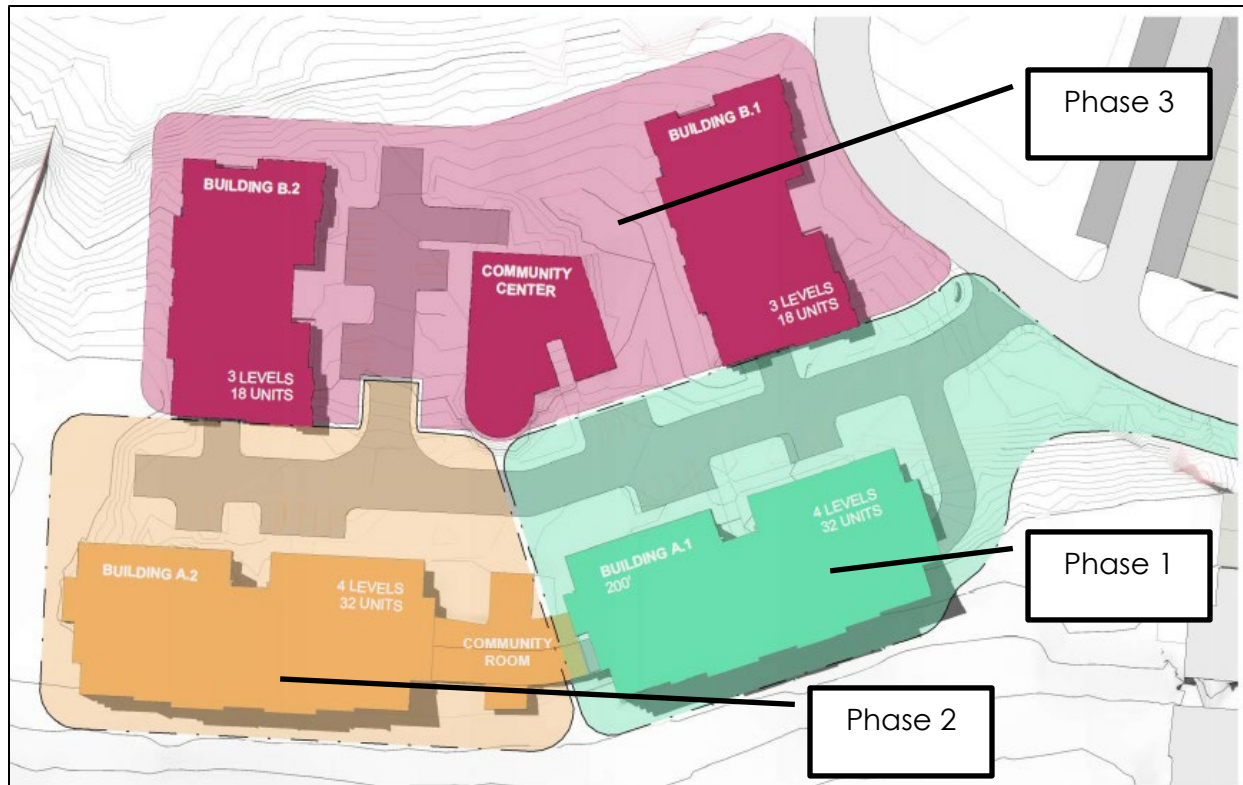 Phase 3
BUILDING B.1
BUILDING B.2
COMMUNITY
CENTER
3 LEVELS
18 UNITS
3 LEVELS
18 UNITS
4 LEVELS
32 UNITS
BUILDING A.1
200'
Phase 1
BUILDING A.2
4 LEVELS
32 UNITS
COMMUNITY
ROOM
Phase 2